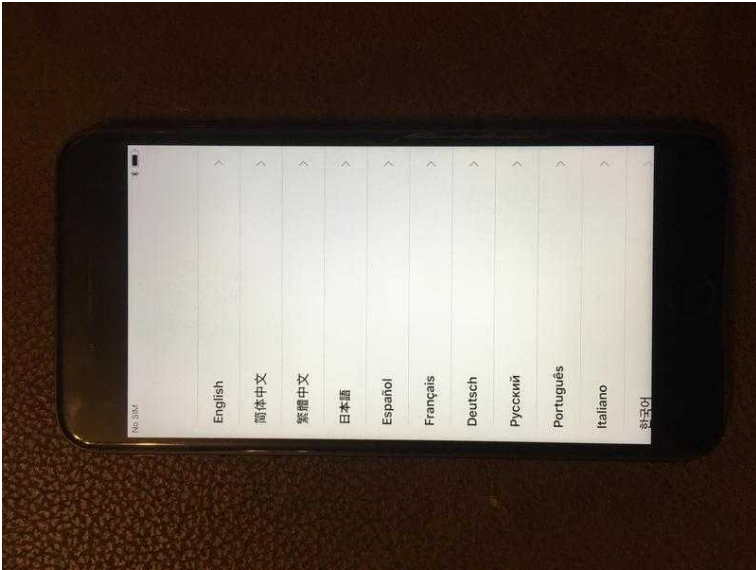 No SIM
English
简体中文
繁體中文
日本語
Español
Français
Deutsch
Русский
Português
Italiano
한국어